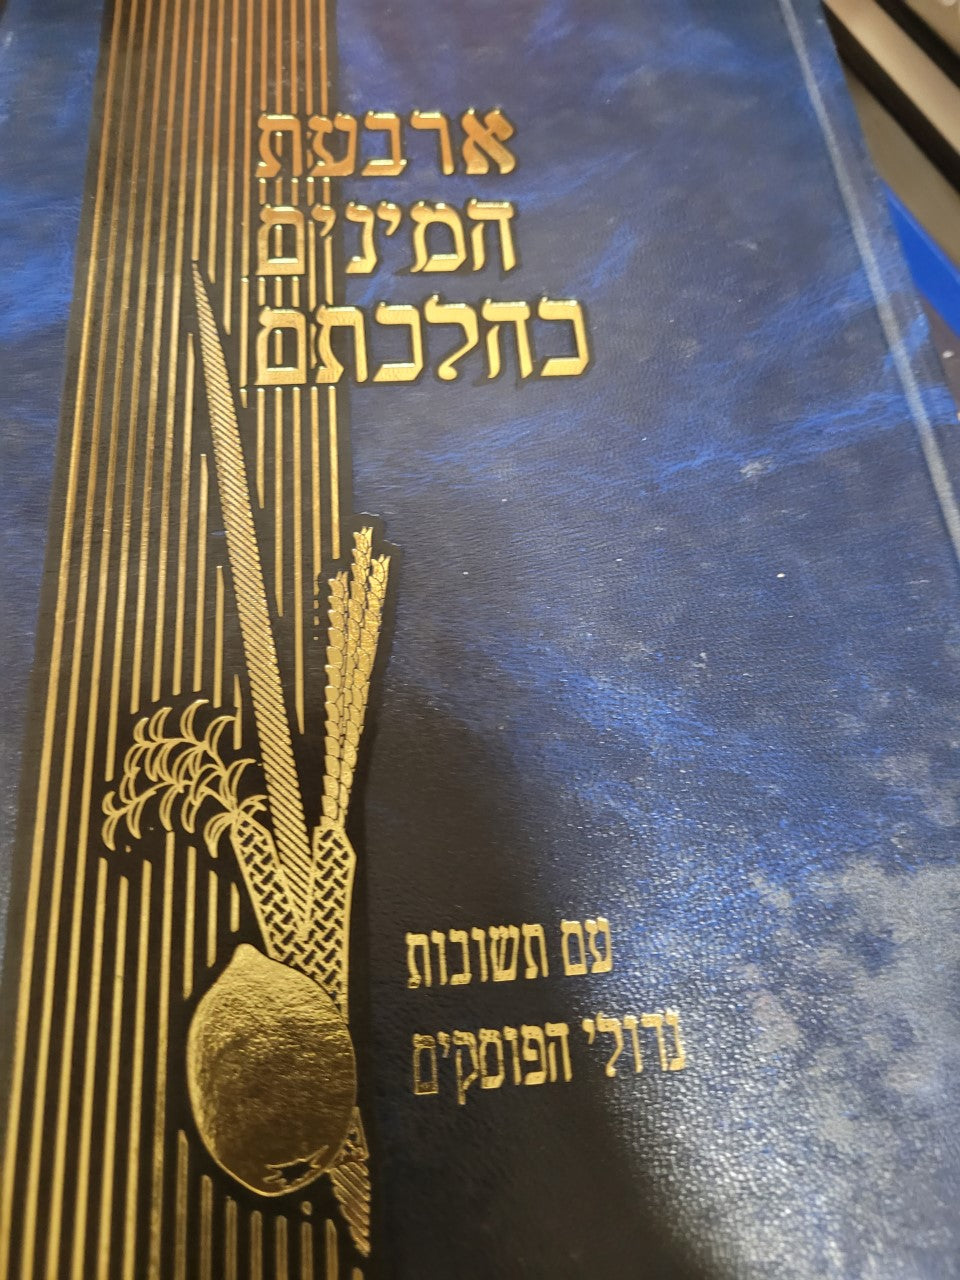 ארבעת
המינים
כהלכתם
עם תשובות
גדולי הפוסקים